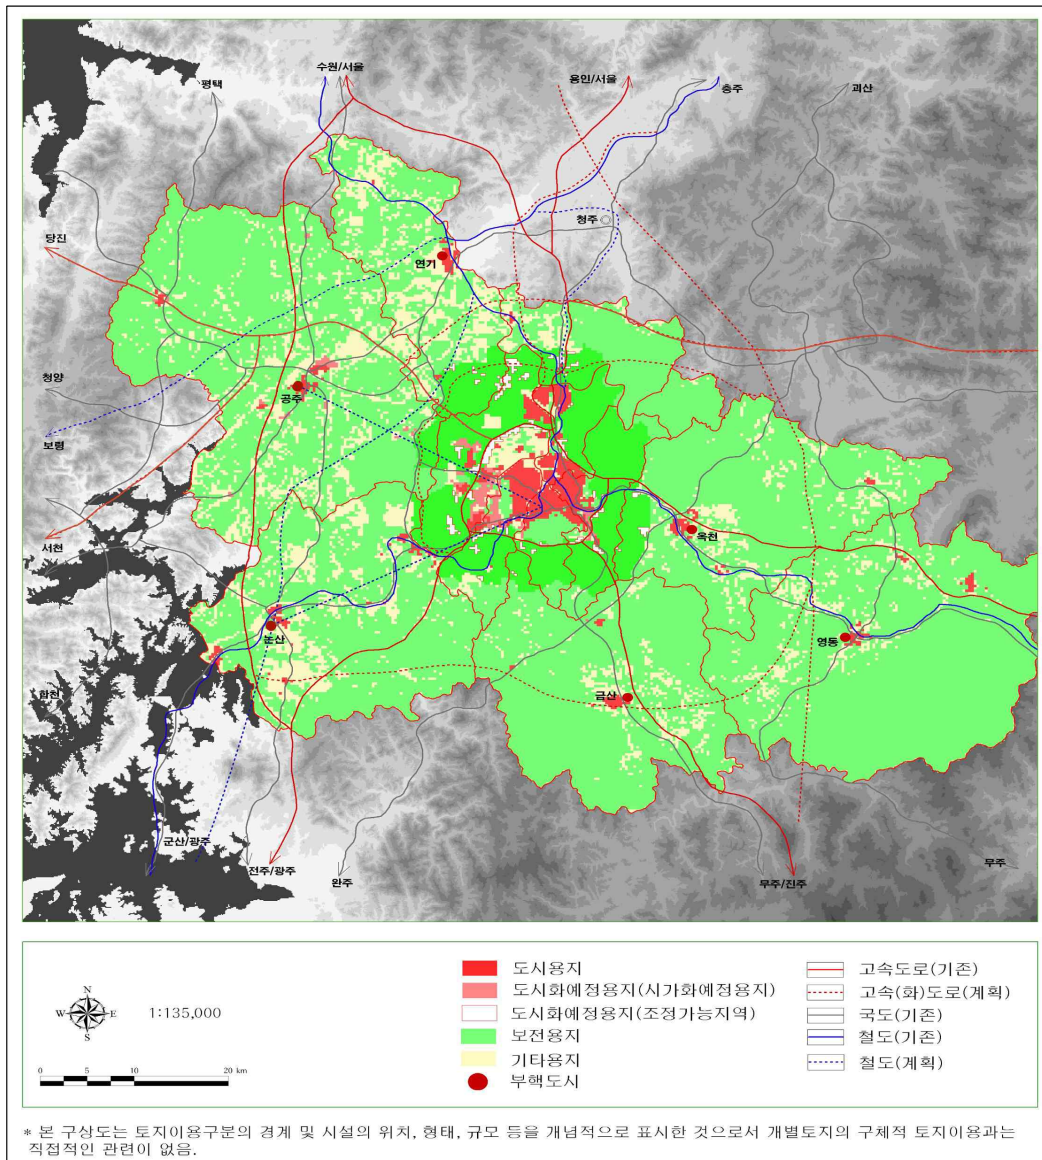 수원/서울
용인/서울
충주
평택
괴산
청주
당진
연기
청양
공주
보령
서천
옥천
논산
영동
합천
금산
군산/광주
전주/광주
완주
무주/진주
무주
N
W E
S
1:135,000
0 5 10 20 km
도시용지
도시화예정용지(시가화예정용지)
도시화예정용지(조정가능지역)
보전용지
기타용지
부핵도시
고속도로(기존)
고속(화)도로(계획)
국도(기존)
철도(기존)
철도(계획)
* 본 구상도는 토지이용구분의 경계 및 시설의 위치, 형태, 규모 등을 개념적으로 표시한 것으로서 개별토지의 구체적 토지이용과는
직접적인 관련이 없음.